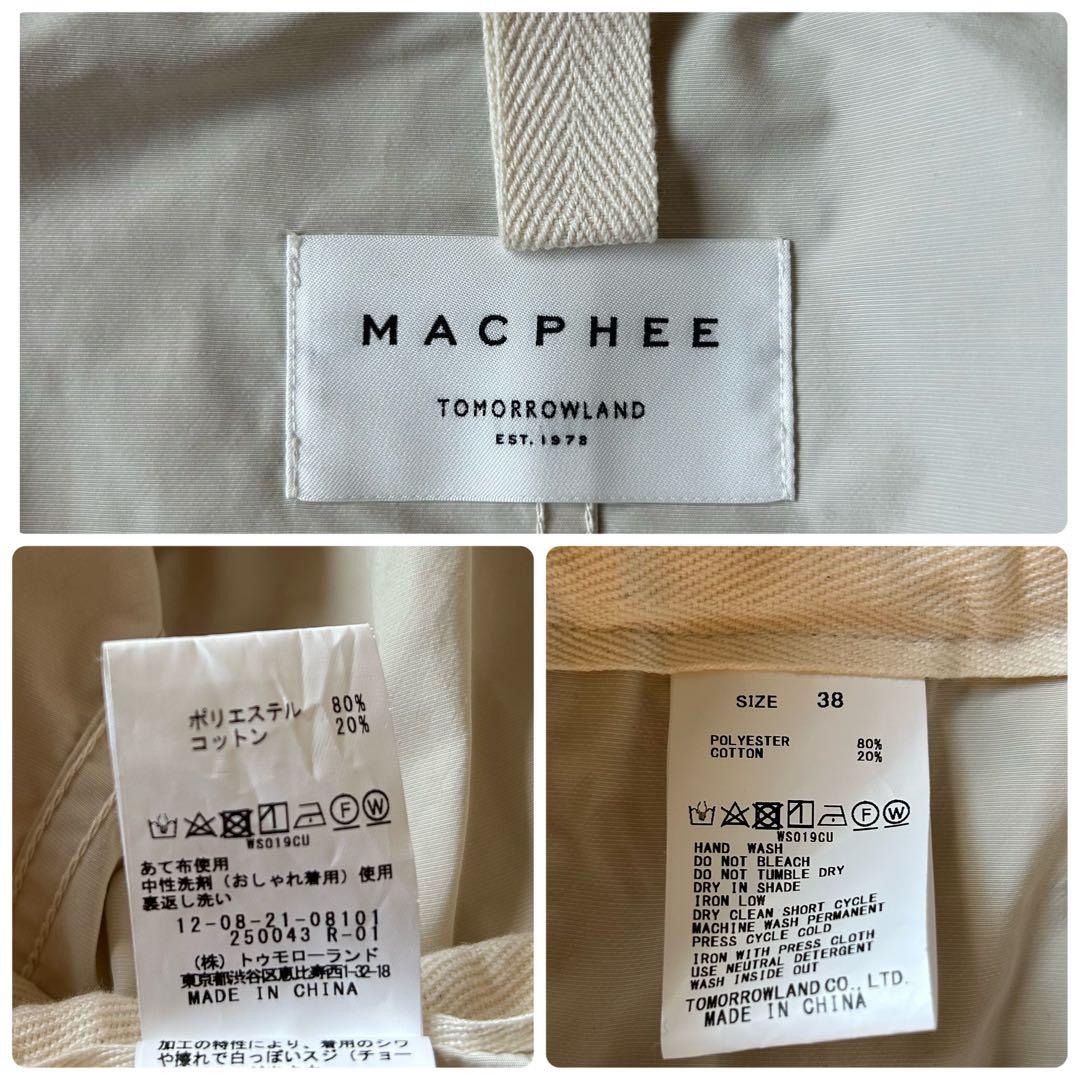 MACPHEE
TOMORROWLAND
EST. 1978
ポリエステル 80%
コットン 20%
F W
WS019CU
あて布使用
中性洗剤(おしゃれ着用)使用
裏返し洗い
12-08-21-08101
250043 R-01
(株)トゥモローランド
東京都渋谷区恵比寿西1-32-18
MADE IN CHINA
加工の特性により、着用のシワ
や擦れで白っぽいスジ(チョー
SIZE 38
POLYESTER 80%
COTTON 20%
F W
WS019CU
HAND WASH
DO NOT BLEACH
DO NOT TUMBLE DRY
DRY IN SHADE
IRON LOW
DRY CLEAN SHORT CYCLE
MACHINE WASH PERMANENT
PRESS CYCLE COLD
IRON WITH PRESS CLOTH
USE NEUTRAL DETERGENT
WASH INSIDE OUT
TOMORROWLAND CO., LTD.
MADE IN CHINA